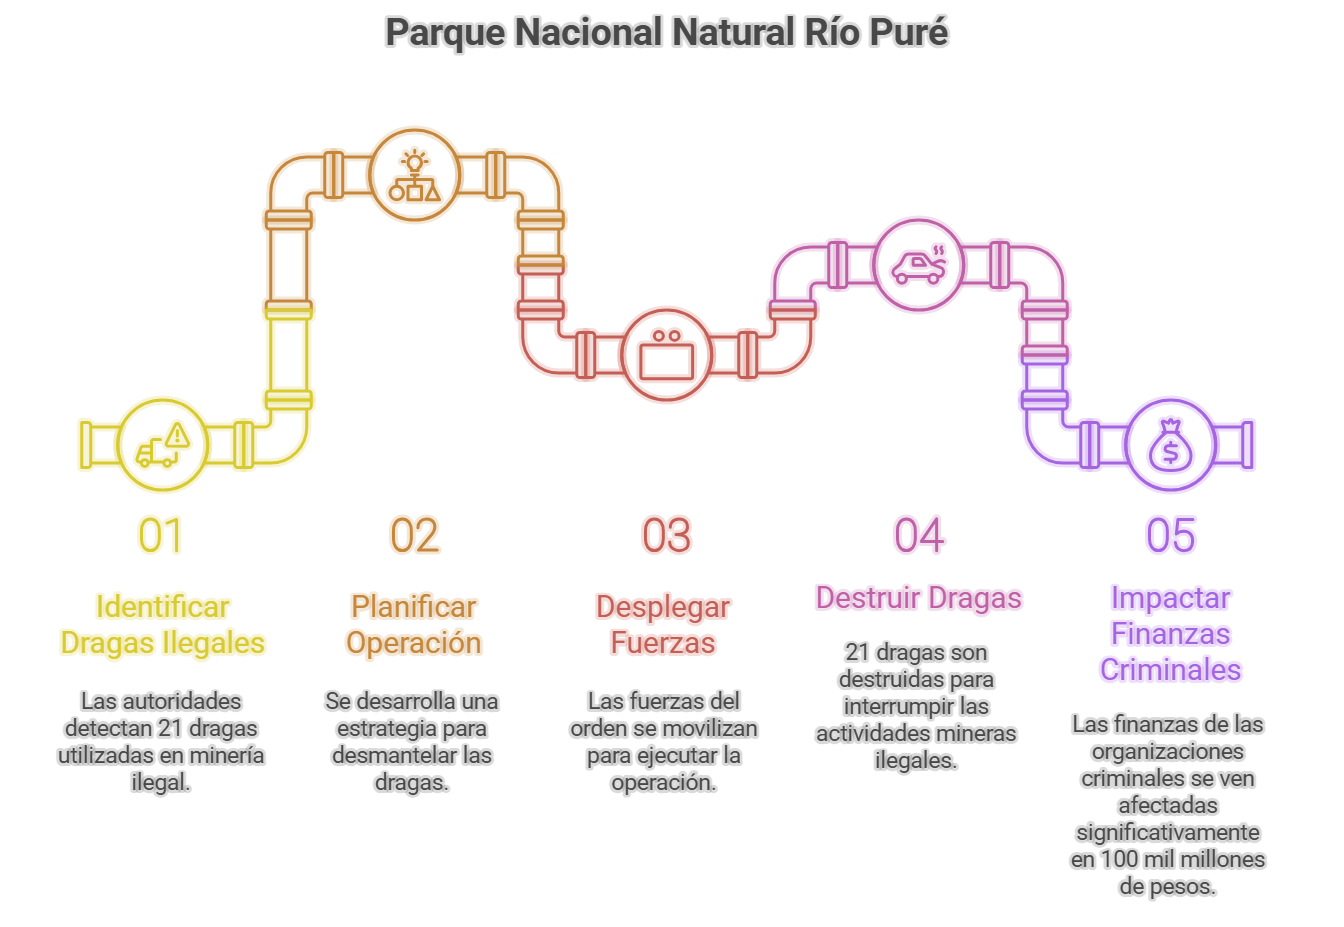 Parque Nacional Natural Río Puré
01
Identificar
Dragas Ilegales
Las autoridades
detectan 21 dragas
utilizadas en minería
ilegal.
02
Planificar
Operación
Se desarrolla una
estrategia para
desmantelar las
dragas.
03
Desplegar
Fuerzas
Las fuerzas del
orden se movilizan
para ejecutar la
operación.
04
Destruir Dragas
21 dragas son
destruidas para
interrumpir las
actividades mineras
ilegales.
05
Impactar
Finanzas
Criminales
Las finanzas de las
organizaciones
criminales se ven
afectadas
significativamente
en 100 mil millones
de pesos.